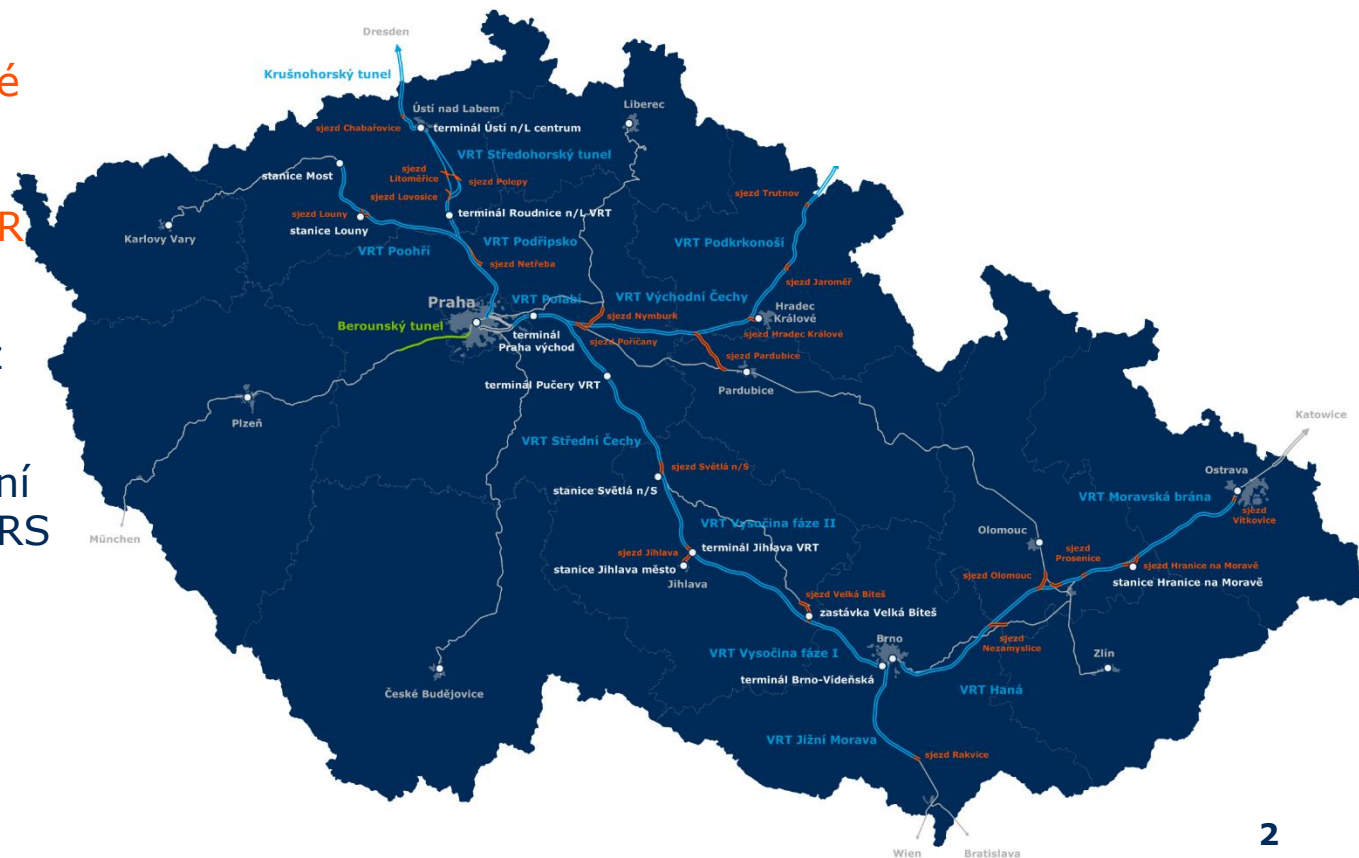 é
R
z
ní
RS
Dresden
Krušnohorský tunel
Ústí nad Labem
sjezd Chabařovice
terminál Ústí n/L centrum
Liberec
VRT Středohorský tunel
stanice Most
sjezd
Litoměřice
sjezd Polepy
sjezd Lovosice
sjezd Trutnov
sjezd Louny
stanice Louny
terminál Roudnice n/L VRT
Karlovy Vary
VRT Poohří
VRT Podřipsko
VRT Podkrkonoší
sjezd Netřeba
sjezd Jaroměř
Praha
VRT Polabí
VRT Východní Čechy
Hradec
Králové
sjezd Nymburk
Berounský tunel
terminál
Praha východ
sjezd Poříčany
sjezd Hradec Králové
sjezd Pardubice
terminál Pučery VRT
Pardubice
Plzeň
Katowice
VRT Střední Čechy
sjezd Světlá n/S
stanice Světlá n/S
Ostrava
VRT Moravská brána
sjezd
Vítkovice
München
VRT Vysočina fáze II
Olomouc
sjezd Jihlava
terminál Jihlava VRT
sjezd
Prosenice
stanice Jihlava město
Jihlava
sjezd Olomouc
sjezd Hranice na Moravě
stanice Hranice na Moravě
sjezd Velká Bíteš
zastávka Velká Bíteš
Brno
sjezd
Nezamyslice
VRT Vysočina fáze I
Zlín
terminál Brno-Vídeňská
České Budějovice
VRT Haná
VRT Jižní Morava
sjezd Rakvice
Wien
Bratislava
2